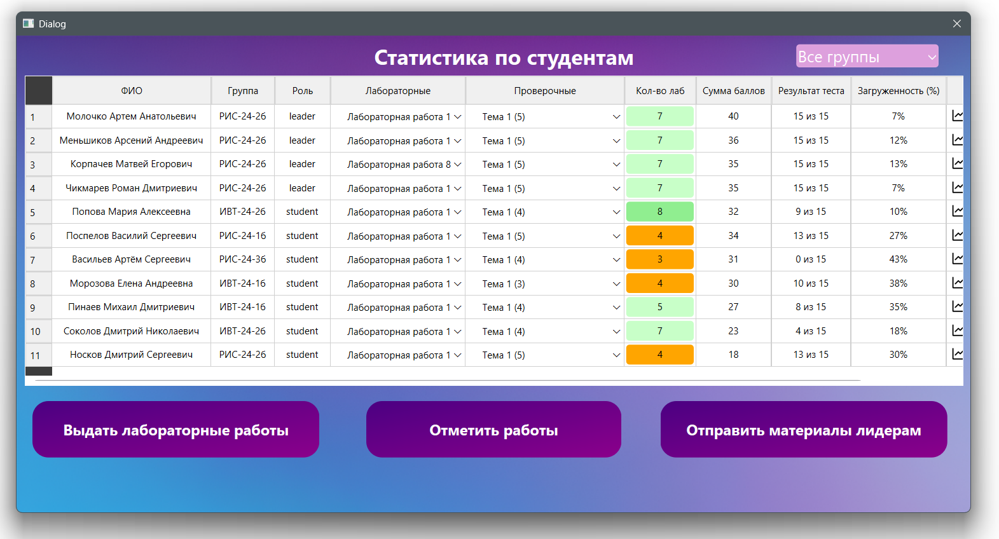 Dialog
Статистика по студентам
Все группы
ФИО Группа Роль Лабораторные Проверочные Кол-во лаб Сумма баллов Результат теста Загруженность (%)
1 Молочко Артем Анатольевич РИС-24-2б leader Лабораторная работа 1 Тема 1 (5) 7 40 15 из 15 7%
2 Меньшиков Арсений Андреевич РИС-24-2б leader Лабораторная работа 1 Тема 1 (5) 7 36 15 из 15 12%
3 Корпачев Матвей Егорович РИС-24-2б leader Лабораторная работа 8 Тема 1 (5) 7 35 15 из 15 13%
4 Чикмарев Роман Дмитриевич РИС-24-2б leader Лабораторная работа 1 Тема 1 (5) 7 35 15 из 15 7%
5 Попова Мария Алексеевна ИВТ-24-2б student Лабораторная работа 1 Тема 1 (4) 8 32 9 из 15 10%
6 Поспелов Василий Сергеевич РИС-24-1б student Лабораторная работа 1 Тема 1 (5) 4 34 13 из 15 27%
7 Васильев Артём Сергеевич РИС-24-3б student Лабораторная работа 1 Тема 1 (4) 3 31 0 из 15 43%
8 Морозова Елена Андреевна ИВТ-24-1б student Лабораторная работа 1 Тема 1 (3) 4 30 10 из 15 38%
9 Пинаев Михаил Дмитриевич ИВТ-24-1б student Лабораторная работа 1 Тема 1 (4) 5 27 8 из 15 35%
10 Соколов Дмитрий Николаевич ИВТ-24-2б student Лабораторная работа 1 Тема 1 (4) 7 23 4 из 15 18%
11 Носков Дмитрий Сергеевич РИС-24-2б student Лабораторная работа 1 Тема 1 (5) 4 18 13 из 15 30%
Выдать лабораторные работы
Отметить работы
Отправить материалы лидерам